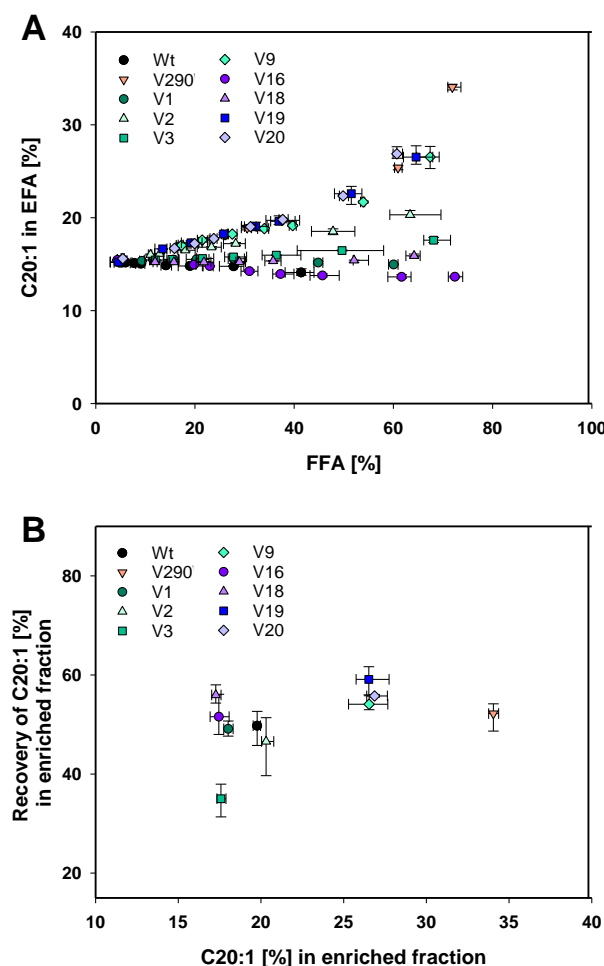 A
40
30
20
10
0
C20:1 in EFA [%]
Wt
V290'
V1
V2
V3
V9
V16
V18
V19
V20
0 20 40 60 80 100
FFA [%]
B
80
60
40
20
Recovery of C20:1 [%]
in enriched fraction
Wt
V290'
V1
V2
V3
V9
V16
V18
V19
V20
10 15 20 25 30 35 40
C20:1 [%] in enriched fraction